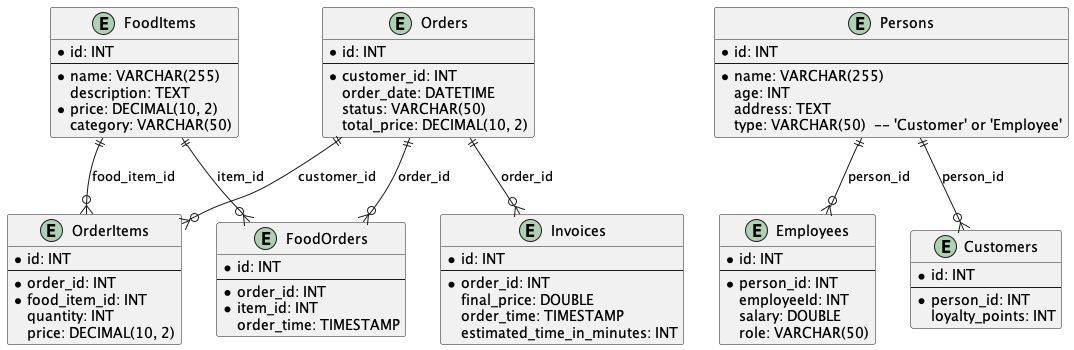 E FoodItems
* id: INT
* name: VARCHAR(255)
description: TEXT
* price: DECIMAL(10, 2)
category: VARCHAR(50)
E Orders
* id: INT
* customer_id: INT
order_date: DATETIME
status: VARCHAR(50)
total_price: DECIMAL(10, 2)
E Persons
* id: INT
* name: VARCHAR(255)
age: INT
address: TEXT
type: VARCHAR(50) -- 'Customer' or 'Employee'
food_item_id
item_id
customer_id
order_id
order_id
person_id
person_id
E OrderItems
* id: INT
* order_id: INT
* food_item_id: INT
quantity: INT
price: DECIMAL(10, 2)
E FoodOrders
* id: INT
* order_id: INT
* item_id: INT
order_time: TIMESTAMP
E Invoices
* id: INT
* order_id: INT
final_price: DOUBLE
order_time: TIMESTAMP
estimated_time_in_minutes: INT
E Employees
* id: INT
* person_id: INT
employeeId: INT
salary: DOUBLE
role: VARCHAR(50)
E Customers
* id: INT
* person_id: INT
loyalty_points: INT